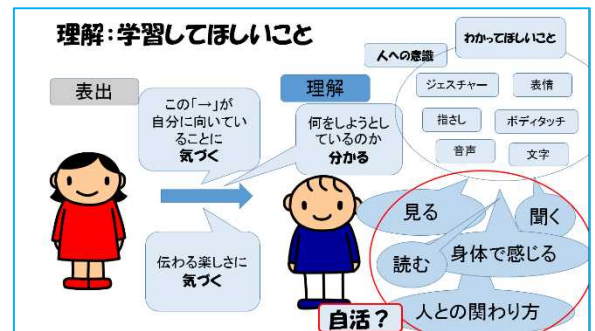 理解:学習してほしいこと
人への意識
わかってほしいこと
表出
理解
ジェスチャー
表情
指さし
ボディタッチ
音声
文字
この「→」が
自分に向いてい
ることに
気づく
何をしようとし
ているのか
分かる
伝わる楽しさに
気づく
見る
聞く
読む
身体で感じる
人との関わり方
自活?